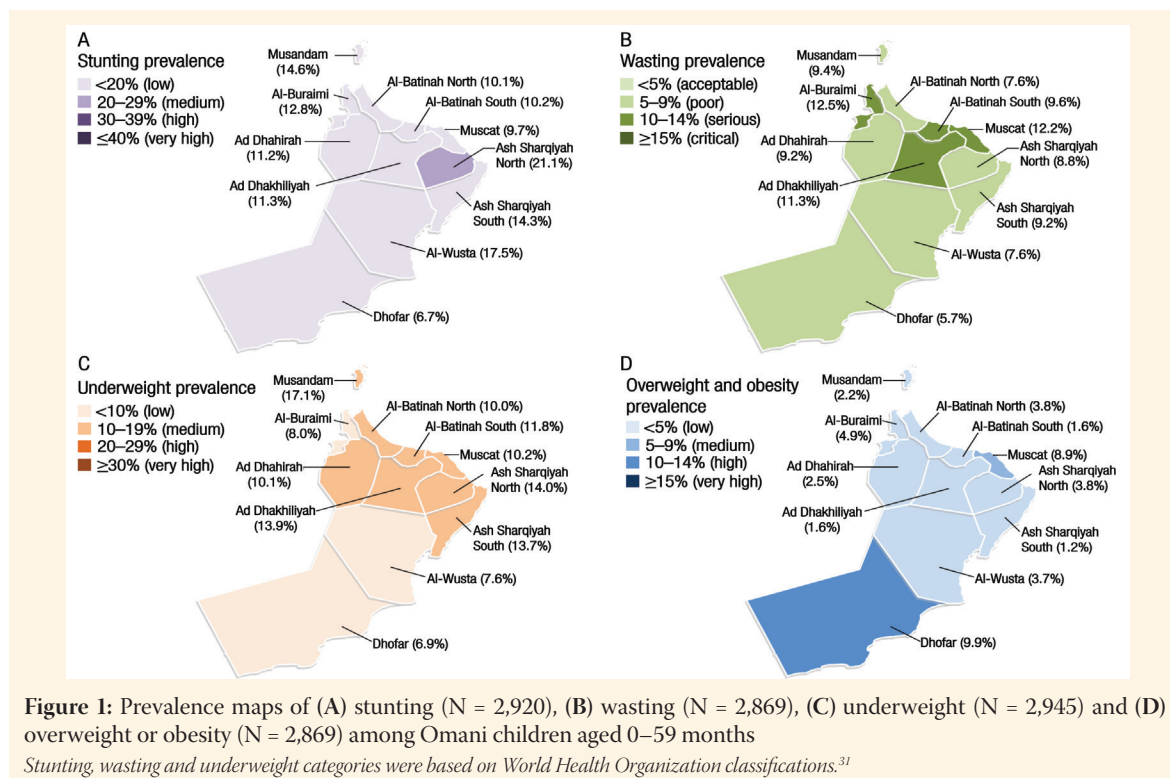 A
Stunting prevalence
<20% (low)
20–29% (medium)
30–39% (high)
≤40% (very high)
Musandam
(14.6%)
Al-Buraimi
(12.8%)
Al-Batinah North (10.1%)
Al-Batinah South (10.2%)
Muscat (9.7%)
Ash Sharqiyah
North (21.1%)
Ad Dhahirah
(11.2%)
Ad Dhakhiliyah
(11.3%)
Ash Sharqiyah
South (14.3%)
Al-Wusta (17.5%)
Dhofar (6.7%)
B
Wasting prevalence
<5% (acceptable)
5–9% (poor)
10–14% (serious)
≥15% (critical)
Musandam
(9.4%)
Al-Buraimi
(12.5%)
Al-Batinah North (7.6%)
Al-Batinah South (9.6%)
Muscat (12.2%)
Ash Sharqiyah
North (8.8%)
Ad Dhahirah
(9.2%)
Ad Dhakhiliyah
(11.3%)
Ash Sharqiyah
South (9.2%)
Al-Wusta (7.6%)
Dhofar (5.7%)
C
Underweight prevalence
<10% (low)
10–19% (medium)
20–29% (high)
≥30% (very high)
Musandam
(17.1%)
Al-Buraimi
(8.0%)
Al-Batinah North (10.0%)
Al-Batinah South (11.8%)
Muscat (10.2%)
Ash Sharqiyah
North (14.0%)
Ad Dhahirah
(10.1%)
Ad Dhakhiliyah
(13.9%)
Ash Sharqiyah
South (13.7%)
Al-Wusta (7.6%)
Dhofar (6.9%)
D
Overweight and obesity
prevalence
<5% (low)
5–9% (medium)
10–14% (high)
≥15% (very high)
Musandam
(2.2%)
Al-Buraimi
(4.9%)
Al-Batinah North (3.8%)
Al-Batinah South (1.6%)
Muscat (8.9%)
Ash Sharqiyah
North (3.8%)
Ad Dhahirah
(2.5%)
Ad Dhakhiliyah
(1.6%)
Ash Sharqiyah
South (1.2%)
Al-Wusta (3.7%)
Dhofar (9.9%)
Figure 1: Prevalence maps of (A) stunting (N = 2,920), (B) wasting (N = 2,869), (C) underweight (N = 2,945) and (D)
overweight or obesity (N = 2,869) among Omani children aged 0–59 months
Stunting, wasting and underweight categories were based on World Health Organization classifications.31